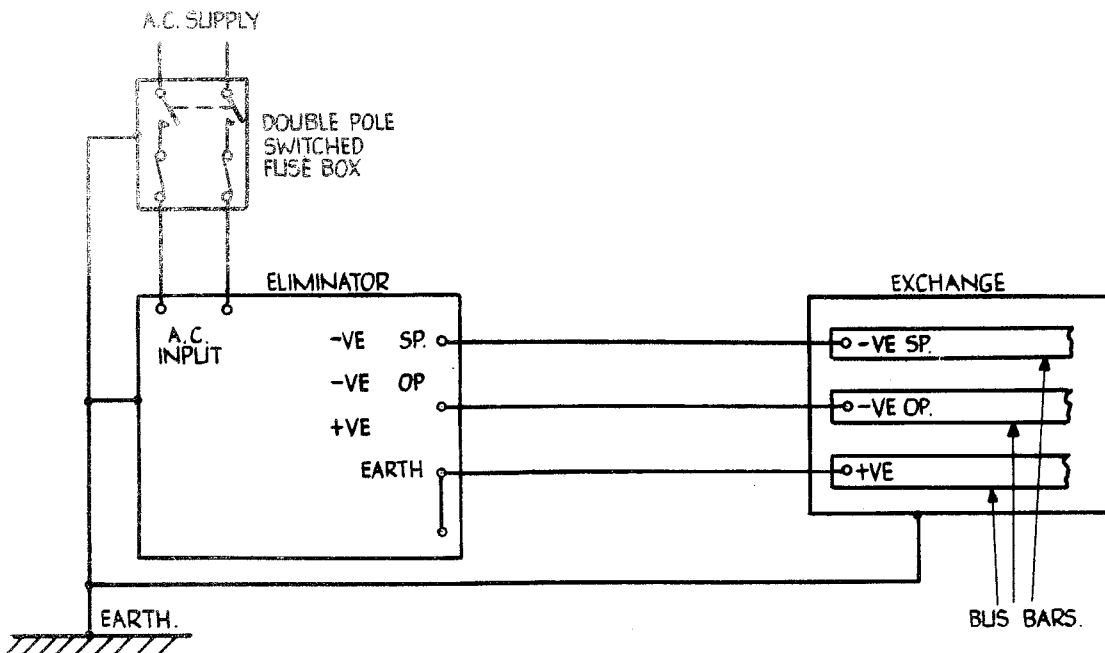 A.C. SUPPLY
DOUBLE POLE
SWITCHED
FUSE BOX
ELIMINATOR
EXCHANGE
A.C.
INPUT
-VE SP.
-VE OP
+VE
EARTH
-VE SP.
-VE OP.
+VE
EARTH.
BUS BARS.